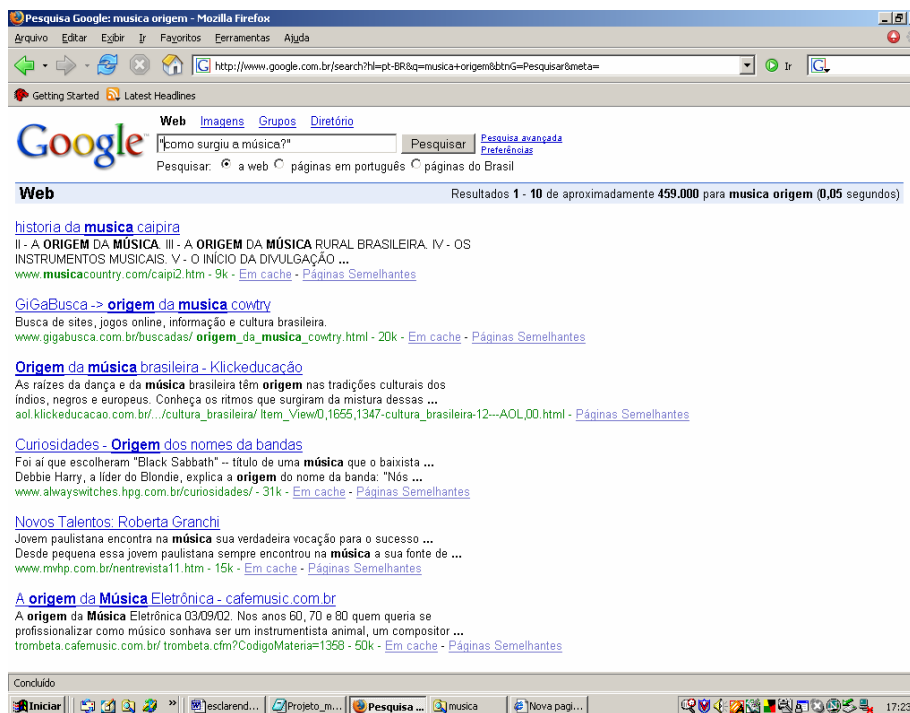 Pesquisa Google: musica origem - Mozilla Firefox
Arquivo Editar Exibir Ir Favoritos Ferramentas Ajuda
http://www.google.com.br/search?hl=pt-BR&q=musica+origem&btnG=Pesquisar&meta= Ir
Getting Started Latest Headlines
Web Imagens Grupos Diretório
Google™ "como surgiu a música?" Pesquisar Pesquisa avançada
Preferências
Pesquisar: a web páginas em português páginas do Brasil
Web Resultados 1 - 10 de aproximadamente 459.000 para musica origem (0,05 segundos)
historia da musica caipira
II - A ORIGEM DA MÚSICA. III - A ORIGEM DA MÚSICA RURAL BRASILEIRA. IV - OS
INSTRUMENTOS MUSICAIS. V - O INÍCIO DA DIVULGAÇÃO ...
www.musicacountry.com/caipi2.htm - 9k - Em cache - Páginas Semelhantes
GiGaBusca -> origem da musica cowtry
Busca de sites, jogos online, informação e cultura brasileira.
www.gigabusca.com.br/buscadas/ origem_da_musica_cowtry.html - 20k - Em cache - Páginas Semelhantes
Origem da música brasileira - Klickeducação
As raízes da dança e da música brasileira têm origem nas tradições culturais dos
índios, negros e europeus. Conheça os ritmos que surgiram da mistura dessas ...
aol.klickeducacao.com.br/.../cultura_brasileira/ Item_View/0,1655,1347-cultura_brasileira-12---AOL,00.html - Páginas Semelhantes
Curiosidades - Origem dos nomes da bandas
Foi aí que escolheram "Black Sabbath" -- título de uma música que o baixista ...
Debbie Harry, a líder do Blondie, explica a origem do nome da banda: "Nós ...
www.alwayswitches.hpg.com.br/curiosidades/ - 31k - Em cache - Páginas Semelhantes
Novos Talentos: Roberta Granchi
Jovem paulistana encontra na música sua verdadeira vocação para o sucesso ...
Desde pequena essa jovem paulistana sempre encontrou na música a sua fonte de ...
www.mvhp.com.br/nentrevista11.htm - 15k - Em cache - Páginas Semelhantes
A origem da Música Eletrônica - cafemusic.com.br
A origem da Música Eletrônica 03/09/02. Nos anos 60, 70 e 80 quem queria se
profissionalizar como músico sonhava ser um instrumentista animal, um compositor ...
trombeta.cafemusic.com.br/ trombeta.cfm?CodigoMateria=1358 - 50k - Em cache - Páginas Semelhantes
Concluído
Iniciar » esclarend... Projeto_m... Pesquisa ... musica Nova pagi... 17:23